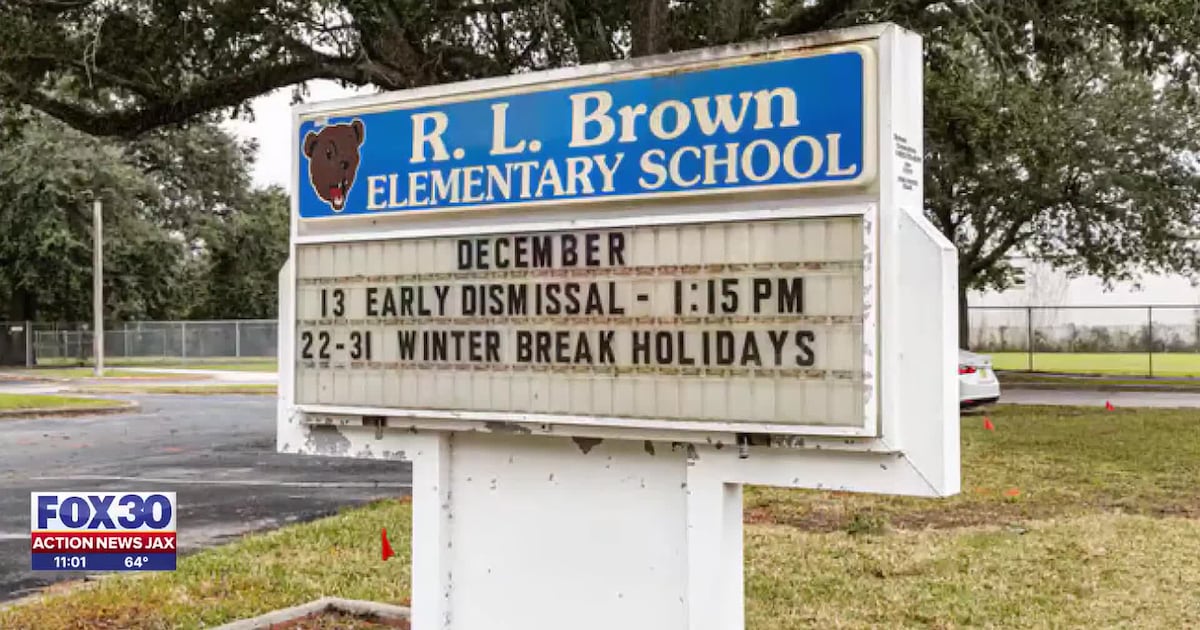 R. L. Brown
ELEMENTARY SCHOOL
DECEMBER
13 EARLY DISMISSAL - 1:15 PM
22-31 WINTER BREAK HOLIDAYS
FOX30
ACTION NEWS JAX
11:01 64°